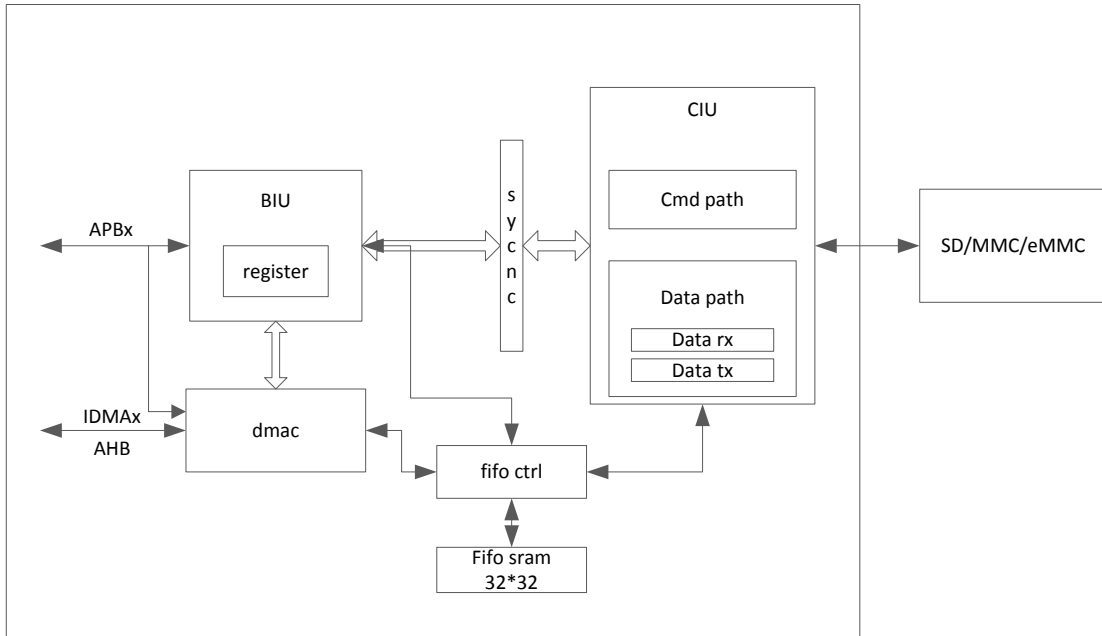 CIU
s
y
c
n
c
BIU
Cmd path
APBx
SD/MMC/eMMC
register
Data path
Data rx
Data tx
IDMAx
AHB
dmac
fifo ctrl
Fifo sram
32*32